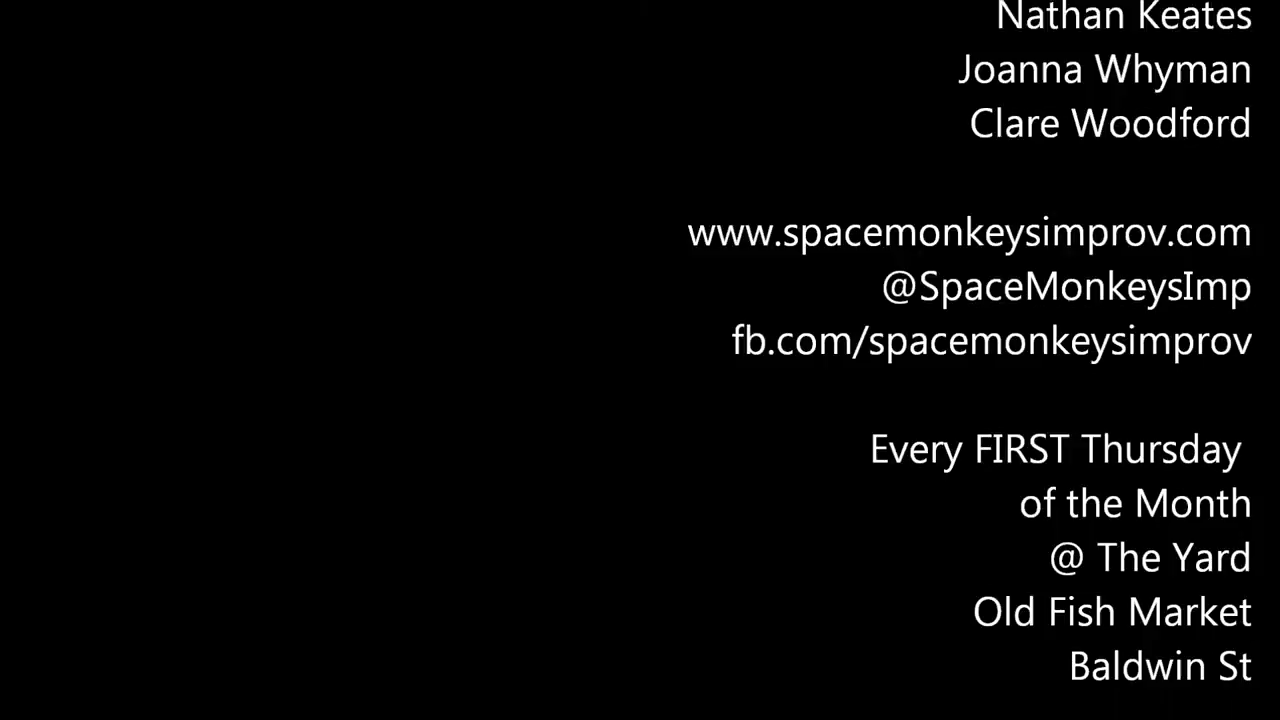 Nathan Keates
Joanna Whyman
Clare Woodford
www.spacemonkeysimprov.com
@SpaceMonkeysImp
fb.com/spacemonkeysimprov
Every FIRST Thursday
of the Month
@ The Yard
Old Fish Market
Baldwin St